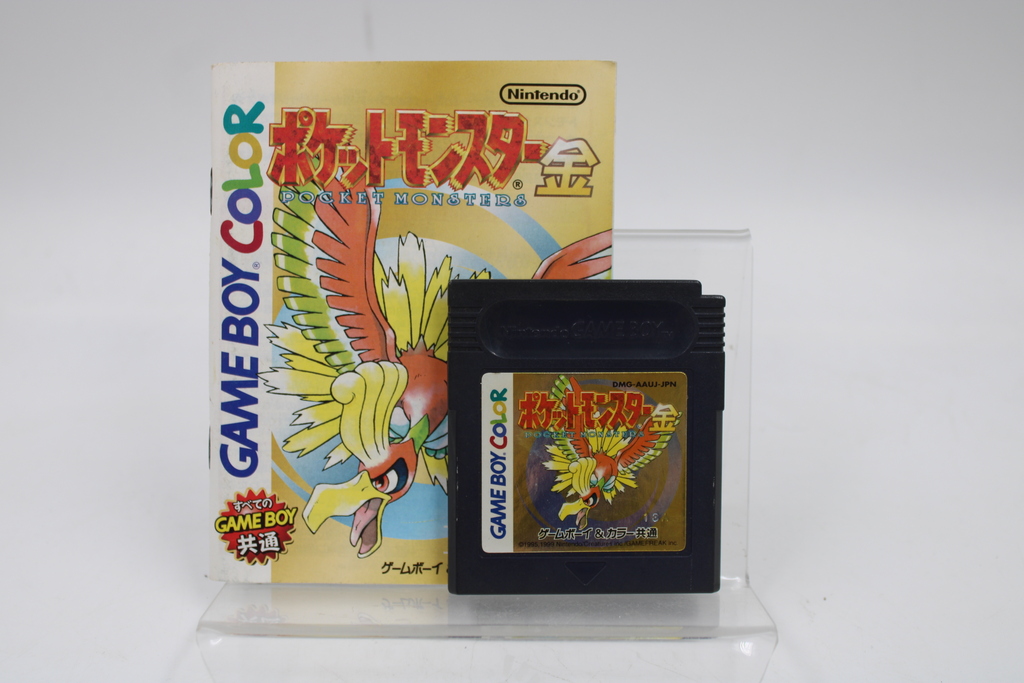 Nintendo®
ポケットモンスター®
金
POCKET MONSTERS
GAME BOY® COLOR
すべての
GAME BOY
共通
ゲームボーイ &
GAME BOY
DMG-AAUJ-JPN
ポケットモンスター
金
POCKET MONSTERS
GAME BOY COLOR
ゲームボーイ&カラー共通